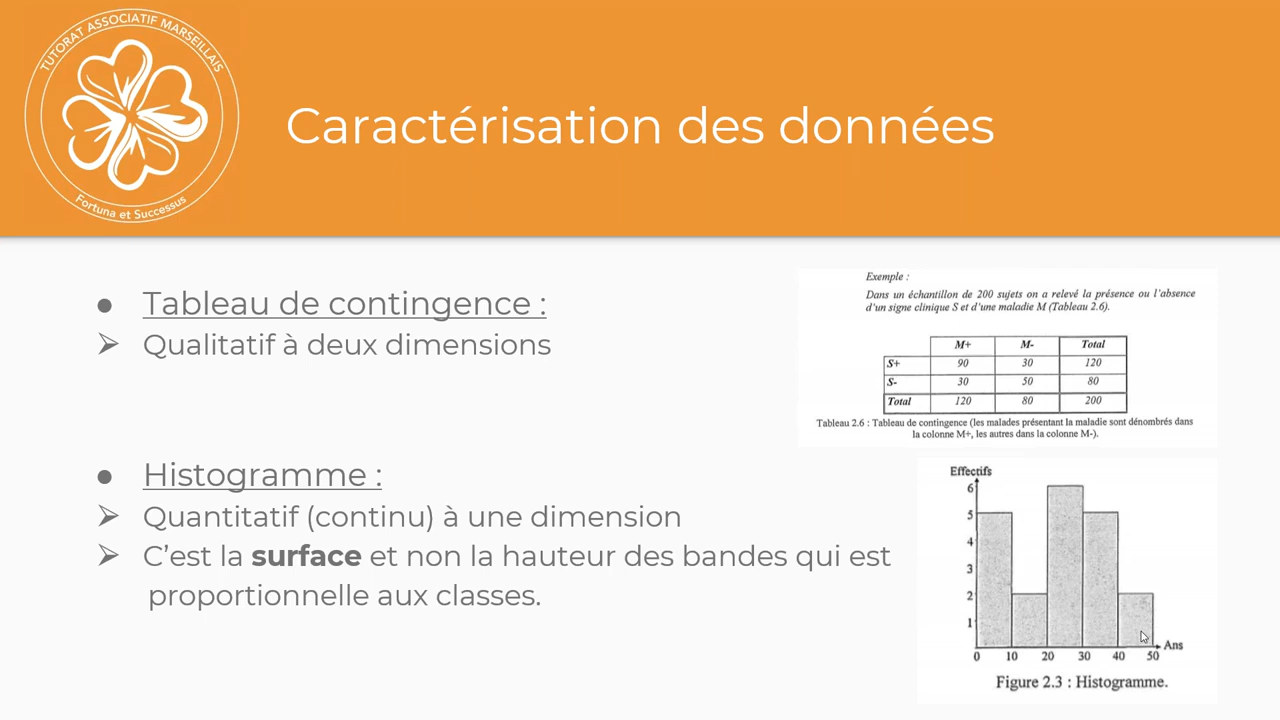 TUTORAT ASSOCIATIF MARSEILLAIS
Fortuna et Successus
Caractérisation des données
● Tableau de contingence :
➢ Qualitatif à deux dimensions
● Histogramme :
➢ Quantitatif (continu) à une dimension
➢ C’est la surface et non la hauteur des bandes qui est
proportionnelle aux classes.
Exemple :
Dans un échantillon de 200 sujets on a relevé la présence ou l'absence
d'un signe clinique S et d'une maladie M (Tableau 2.6).
M+ M- Total
S+ 90 30 120
S- 30 50 80
Total 120 80 200
Tableau 2.6 : Tableau de contingence (les malades présentant la maladie sont dénombrés dans
la colonne M+, les autres dans la colonne M-).
Effectifs
6
5
4
3
2
1
Ans
0 10 20 30 40 50
Figure 2.3 : Histogramme.